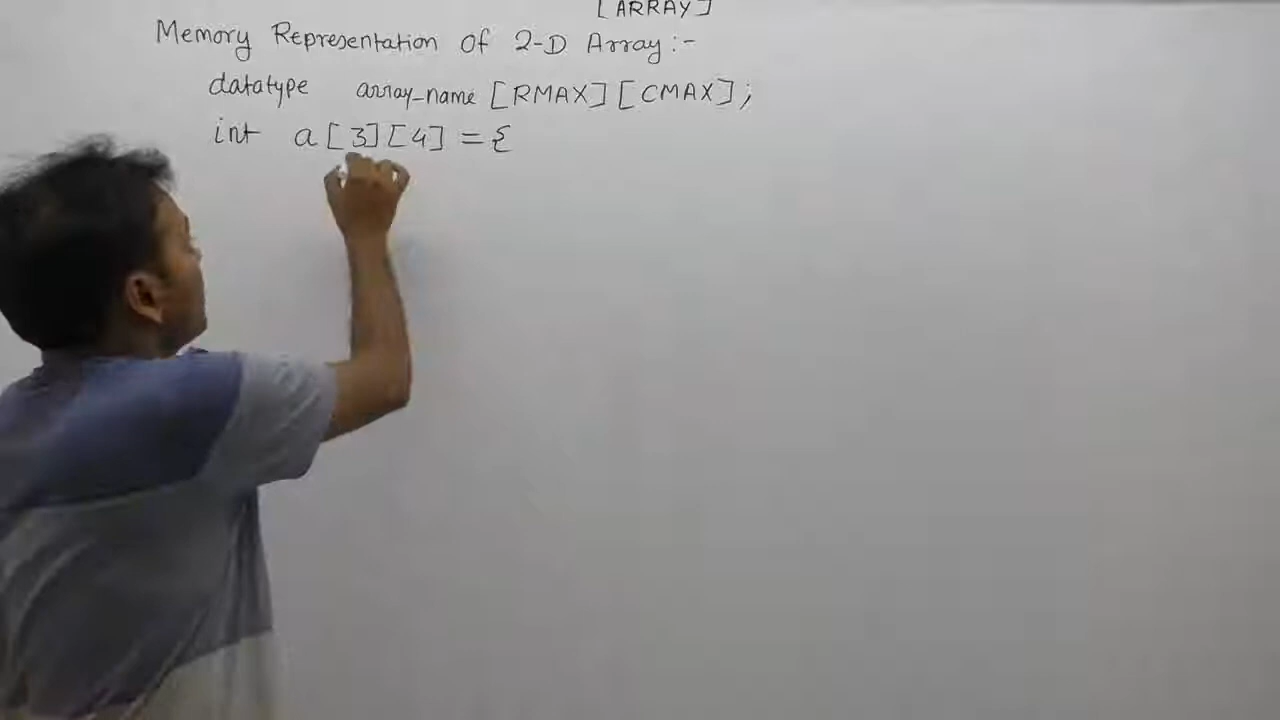 [ARRAY]
Memory Representation Of 2-D Array :-
datatype array_name [RMAX] [CMAX];
int a [3] [4] = {